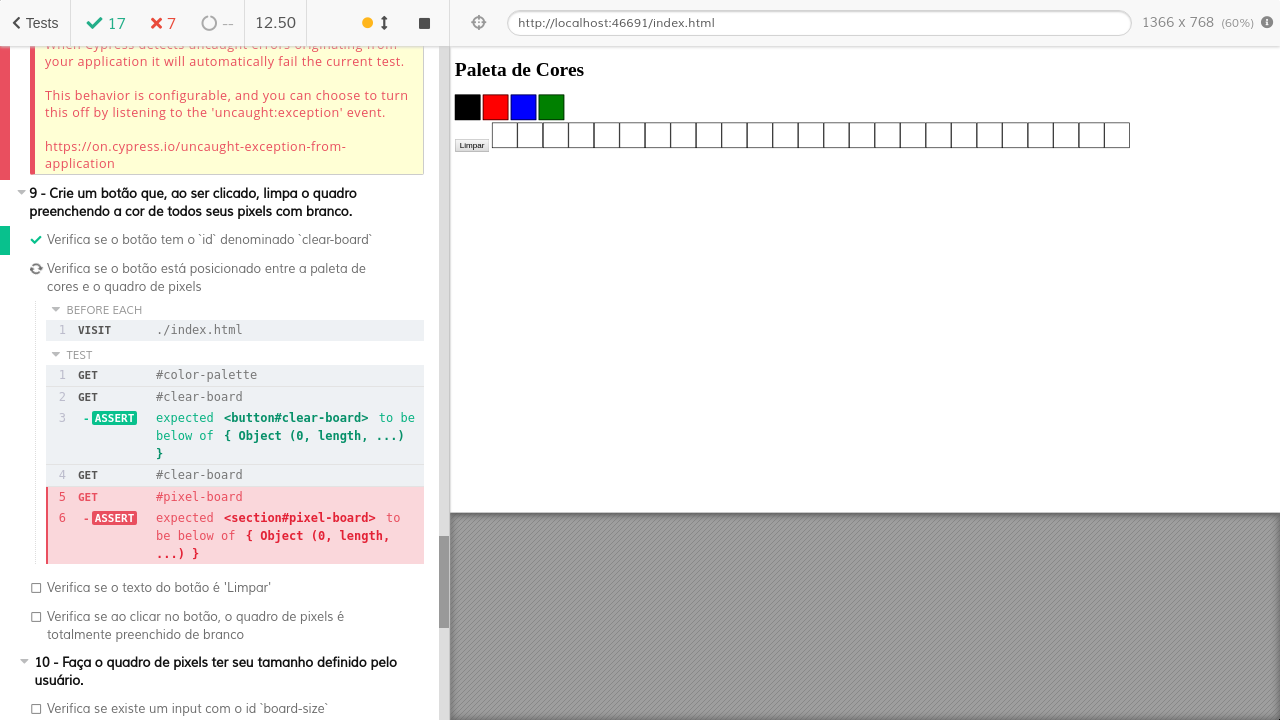 Tests
17
7
--
12.50
http://localhost:46691/index.html
1366 x 768 (60%)
When Cypress detects uncaught errors originating from
your application it will automatically fail the current test.
This behavior is configurable, and you can choose to turn
this off by listening to the 'uncaught:exception' event.
https://on.cypress.io/uncaught-exception-from-
application
9 - Crie um botão que, ao ser clicado, limpa o quadro
preenchendo a cor de todos seus pixels com branco.
Verifica se o botão tem o `id` denominado `clear-board`
Verifica se o botão está posicionado entre a paleta de
cores e o quadro de pixels
BEFORE EACH
1 VISIT ./index.html
TEST
1 GET #color-palette
2 GET #clear-board
3 -ASSERT expected <button#clear-board> to be
below of { Object (0, length, ...)
}
4 GET #clear-board
5 GET #pixel-board
6 -ASSERT expected <section#pixel-board> to
be below of { Object (0, length,
...) }
Verifica se o texto do botão é 'Limpar'
Verifica se ao clicar no botão, o quadro de pixels é
totalmente preenchido de branco
10 - Faça o quadro de pixels ter seu tamanho definido pelo
usuário.
Verifica se existe um input com o id `board-size`
Paleta de Cores
Limpar